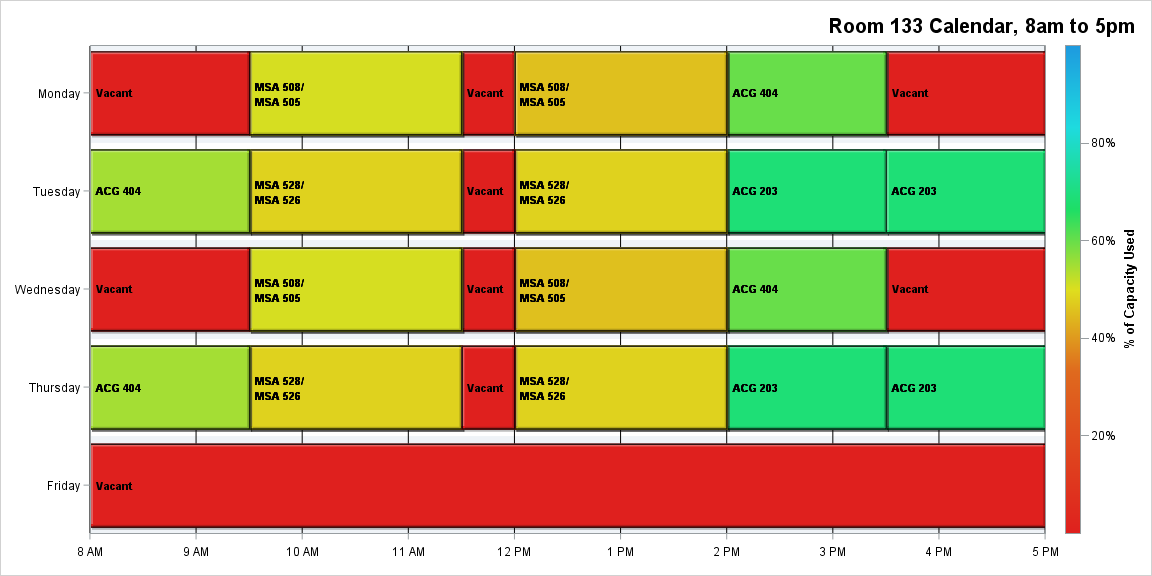 Room 133 Calendar, 8am to 5pm
Monday
Vacant
MSA 508/
MSA 505
Vacant
MSA 508/
MSA 505
ACG 404
Vacant
Tuesday
ACG 404
MSA 528/
MSA 526
Vacant
MSA 528/
MSA 526
ACG 203
ACG 203
Wednesday
Vacant
MSA 508/
MSA 505
Vacant
MSA 508/
MSA 505
ACG 404
Vacant
Thursday
ACG 404
MSA 528/
MSA 526
Vacant
MSA 528/
MSA 526
ACG 203
ACG 203
Friday
Vacant
8 AM
9 AM
10 AM
11 AM
12 PM
1 PM
2 PM
3 PM
4 PM
5 PM
80%
60%
40%
20%
% of Capacity Used